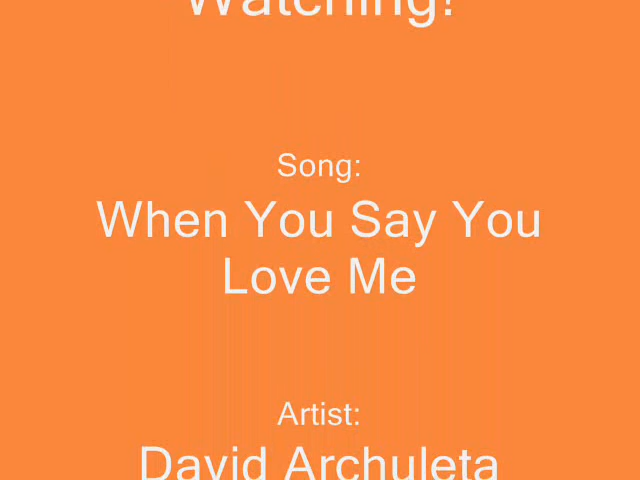 Watching!
Song:
When You Say You
Love Me
Artist:
David Archuleta